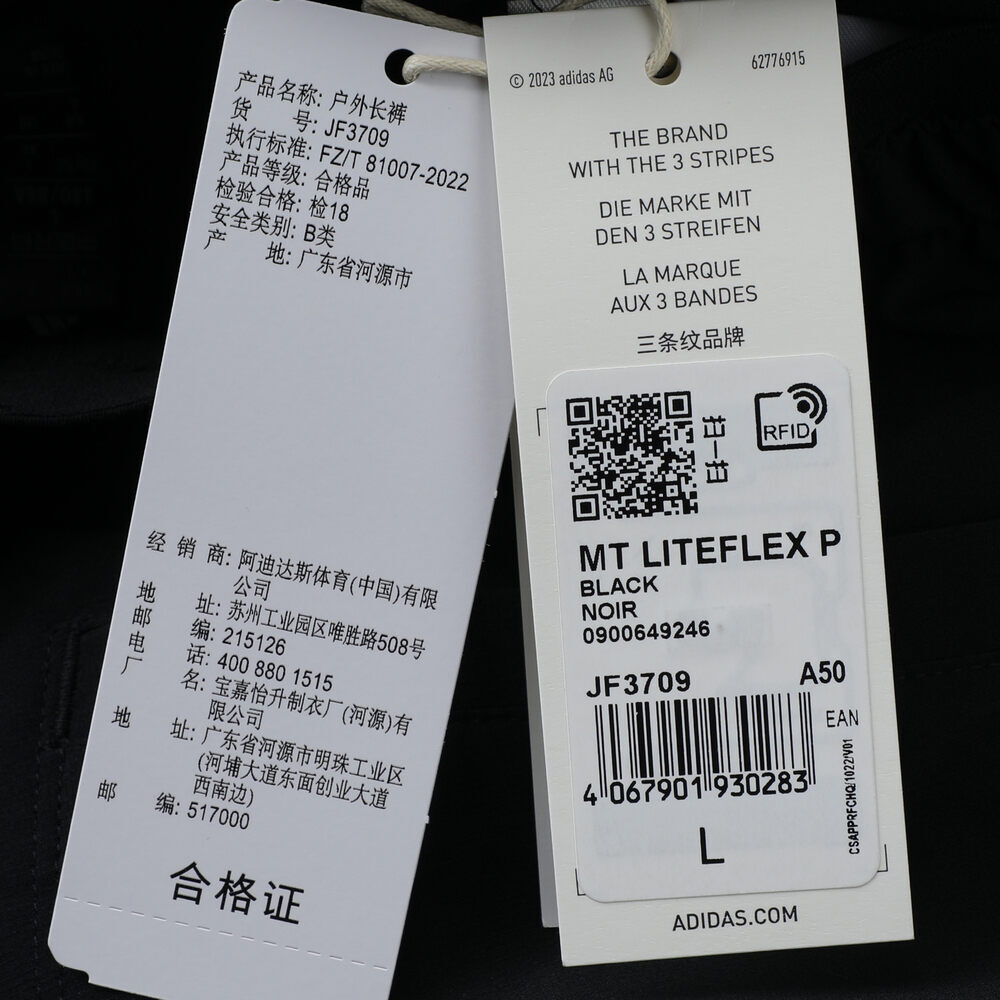 产品名称: 户外长裤
货 号: JF3709
执行标准: FZ/T 81007-2022
产品等级: 合格品
检验合格: 检18
安全类别: B类
产 地: 广东省河源市
经 销 商: 阿迪达斯体育(中国)有限
公司
地 址: 苏州工业园区唯胜路508号
邮 编: 215126
电 话: 400 880 1515
厂 名: 宝嘉怡升制衣厂(河源)有
限公司
地 址: 广东省河源市明珠工业区
(河埔大道东面创业大道
西南边)
邮 编: 517000
合格证
© 2023 adidas AG
62776915
THE BRAND
WITH THE 3 STRIPES
DIE MARKE MIT
DEN 3 STREIFEN
LA MARQUE
AUX 3 BANDES
三条纹品牌
RFID
MT LITEFLEX P
BLACK
NOIR
0900649246
JF3709 A50
EAN
4 067901 930283
CSAPPRFCHQ/1022/V01
L
ADIDAS.COM